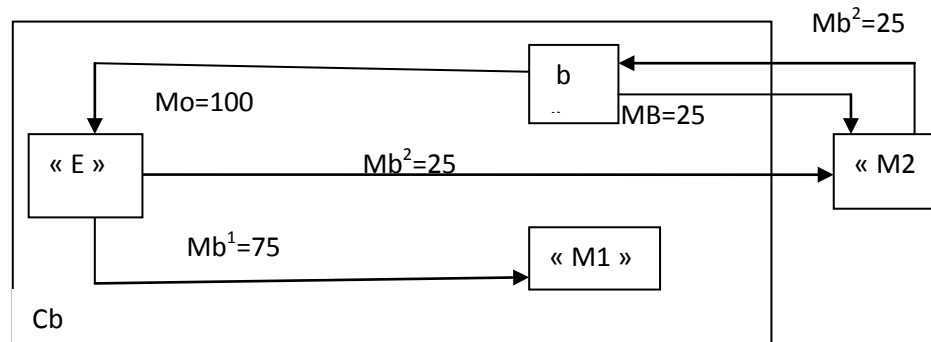 Mb²=25
b
..
Mo=100
MB=25
« E »
Mb²=25
« M2
Mb¹=75
« M1 »
Cb